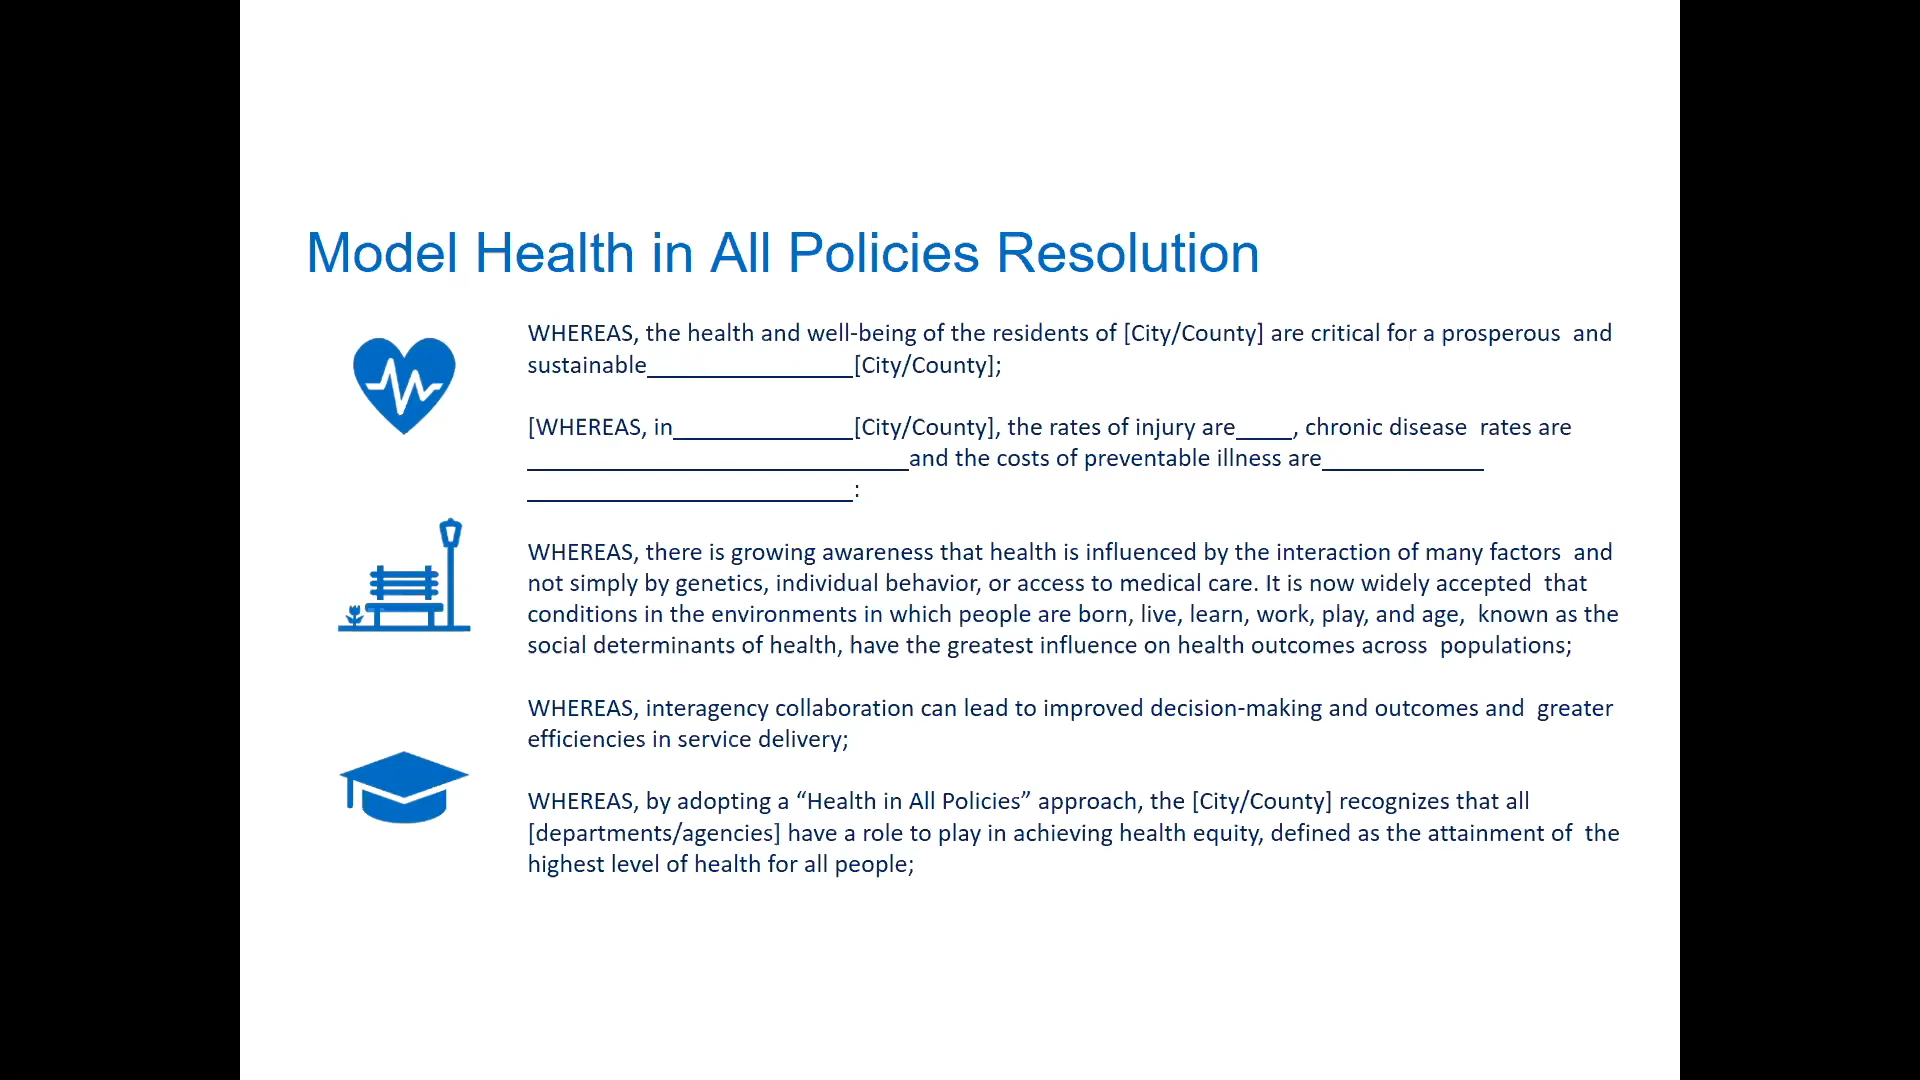 Model Health in All Policies Resolution
WHEREAS, the health and well-being of the residents of [City/County] are critical for a prosperous  and
sustainable________________[City/County];
[WHEREAS, in______________[City/County], the rates of injury are____, chronic disease  rates are
_____________________________and the costs of preventable illness are____________
_________________________:
WHEREAS, there is growing awareness that health is influenced by the interaction of many factors  and
not simply by genetics, individual behavior, or access to medical care. It is now widely accepted  that
conditions in the environments in which people are born, live, learn, work, play, and age,  known as the
social determinants of health, have the greatest influence on health outcomes across  populations;
WHEREAS, interagency collaboration can lead to improved decision-making and outcomes and  greater
efficiencies in service delivery;
WHEREAS, by adopting a “Health in All Policies” approach, the [City/County] recognizes that all
[departments/agencies] have a role to play in achieving health equity, defined as the attainment of  the
highest level of health for all people;